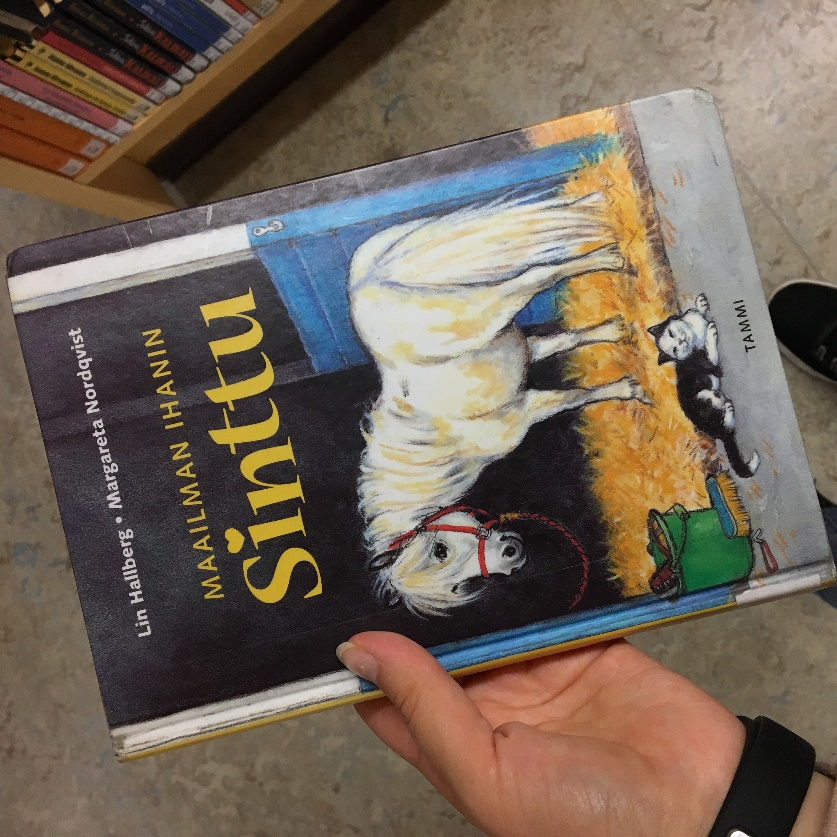 Lin Hallberg • Margareta Nordqvist
MAAILMAN IHANIN
Sinttu
TAMMI